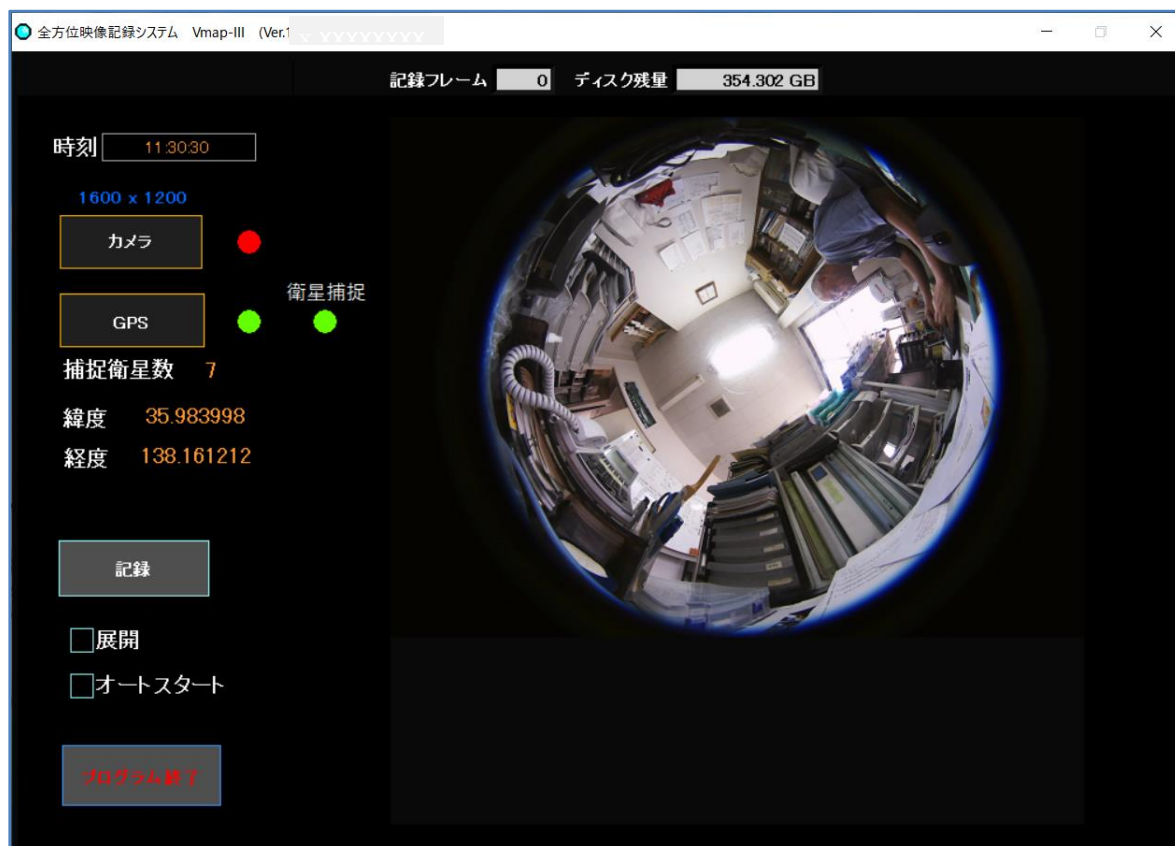 全方位映像記録システム Vmap-III (Ver.1
記録フレーム 0 ディスク残量 354.302 GB
時刻 11:30:30
1600 x 1200
カメラ
衛星捕捉
GPS
捕捉衛星数 7
緯度 35.983998
経度 138.161212
記録
展開
オートスタート
プログラム終了